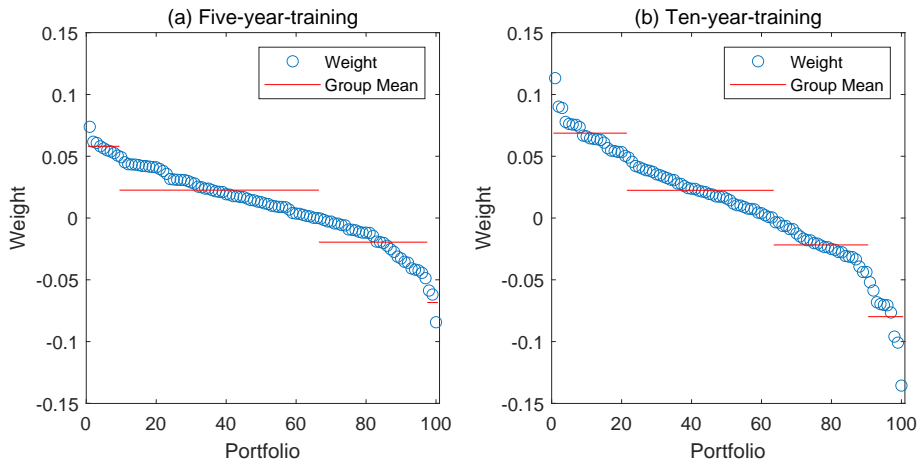 (a) Five-year-training
0.15
0.1
0.05
0
-0.05
-0.1
-0.15
Weight
Weight
Group Mean
0
20
40
60
80
100
Portfolio
(b) Ten-year-training
0.15
0.1
0.05
0
-0.05
-0.1
-0.15
Weight
Weight
Group Mean
0
20
40
60
80
100
Portfolio